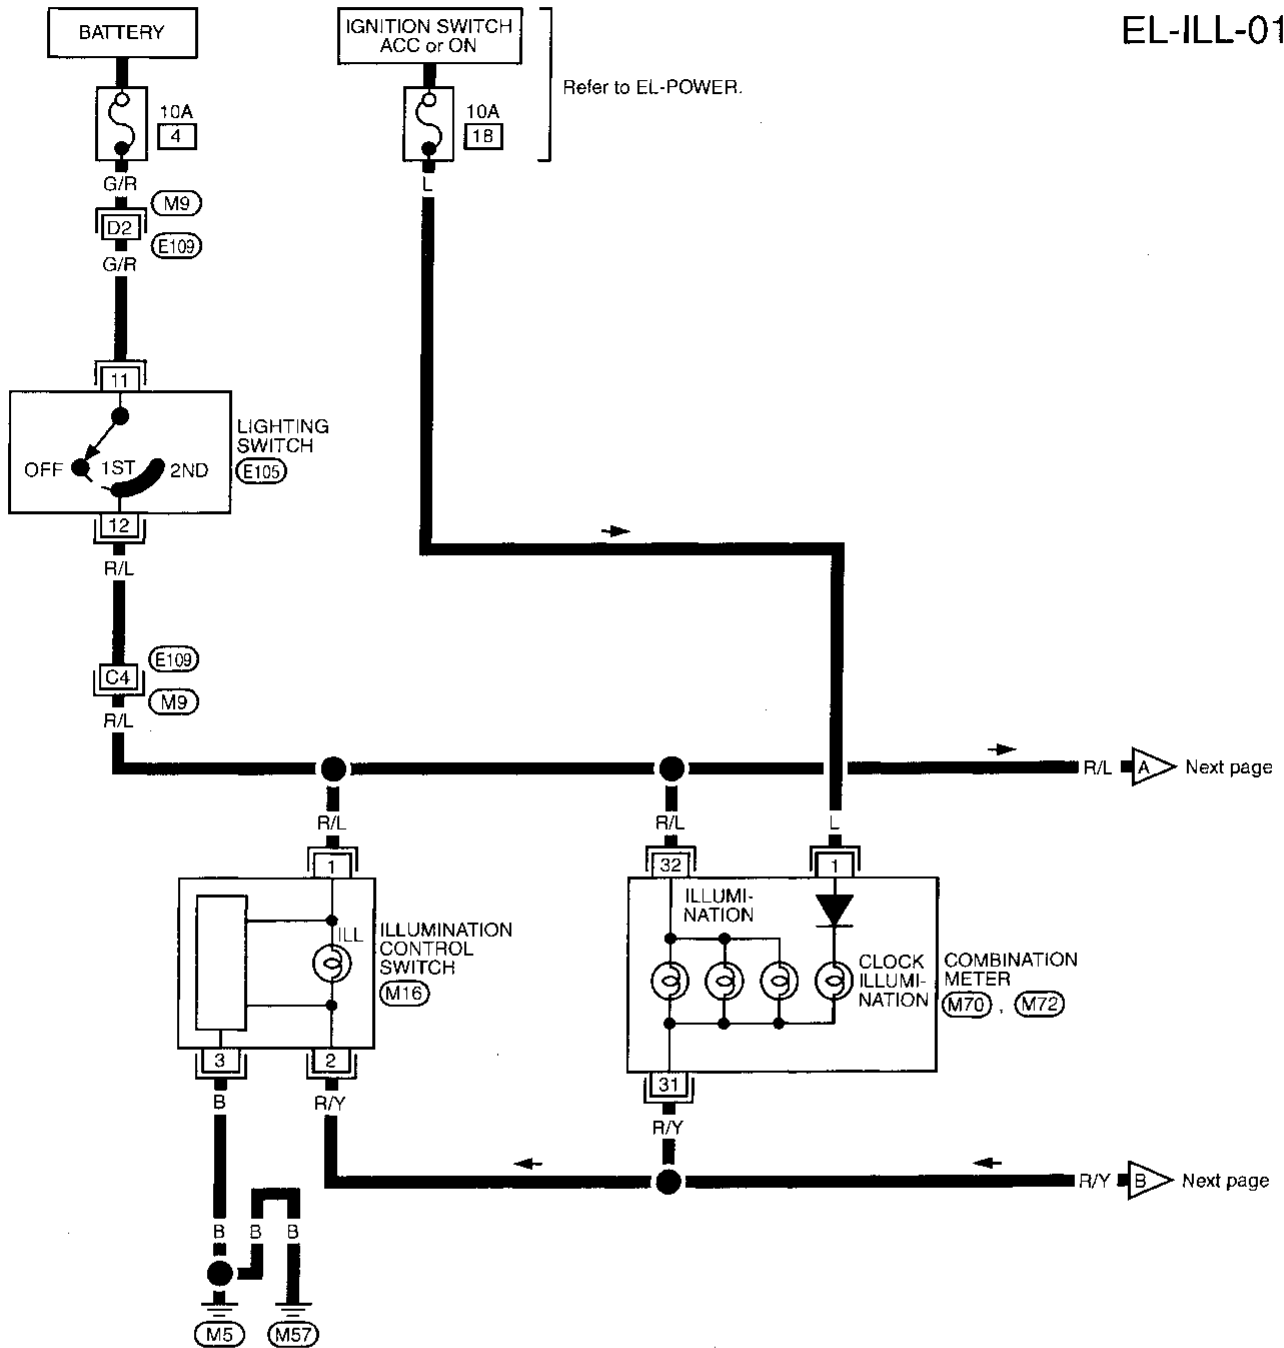 EL-ILL-01
BATTERY
IGNITION SWITCH
ACC or ON
Refer to EL-POWER.
10A
4
10A
18
G/R
M9
D2
E109
G/R
L
11
LIGHTING
SWITCH
E105
OFF
1ST
2ND
12
R/L
E109
C4
M9
R/L
R/L
A
Next page
R/L
R/L
L
1
32
1
ILL
ILLUMINATION
CONTROL
SWITCH
M16
ILLUMI-
NATION
CLOCK
ILLUMI-
NATION
COMBINATION
METER
M70 , M72
3
2
31
B
R/Y
R/Y
R/Y
B
Next page
B
B
B
M5
M57